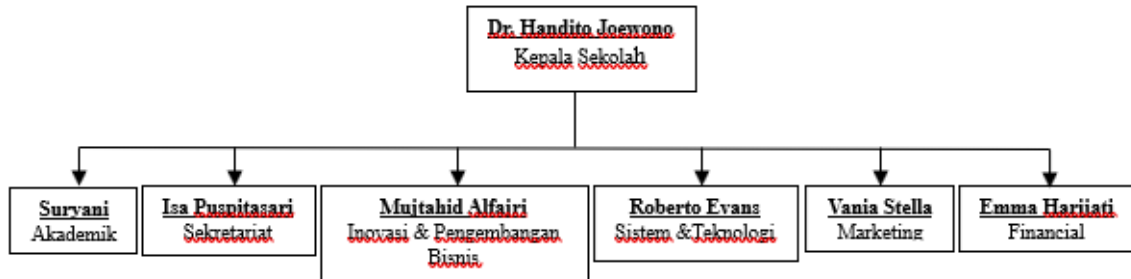 Dr. Handito Joewono
Kepala Sekolah
Suryani
Akademik
Isa Puspitasari
Sekretariat
Mujtahid Alfairi
Inovasi & Pengembangan
Bisnis
Roberto Evans
Sistem &Teknologi
Vania Stella
Marketing
Emma Harijati
Financial